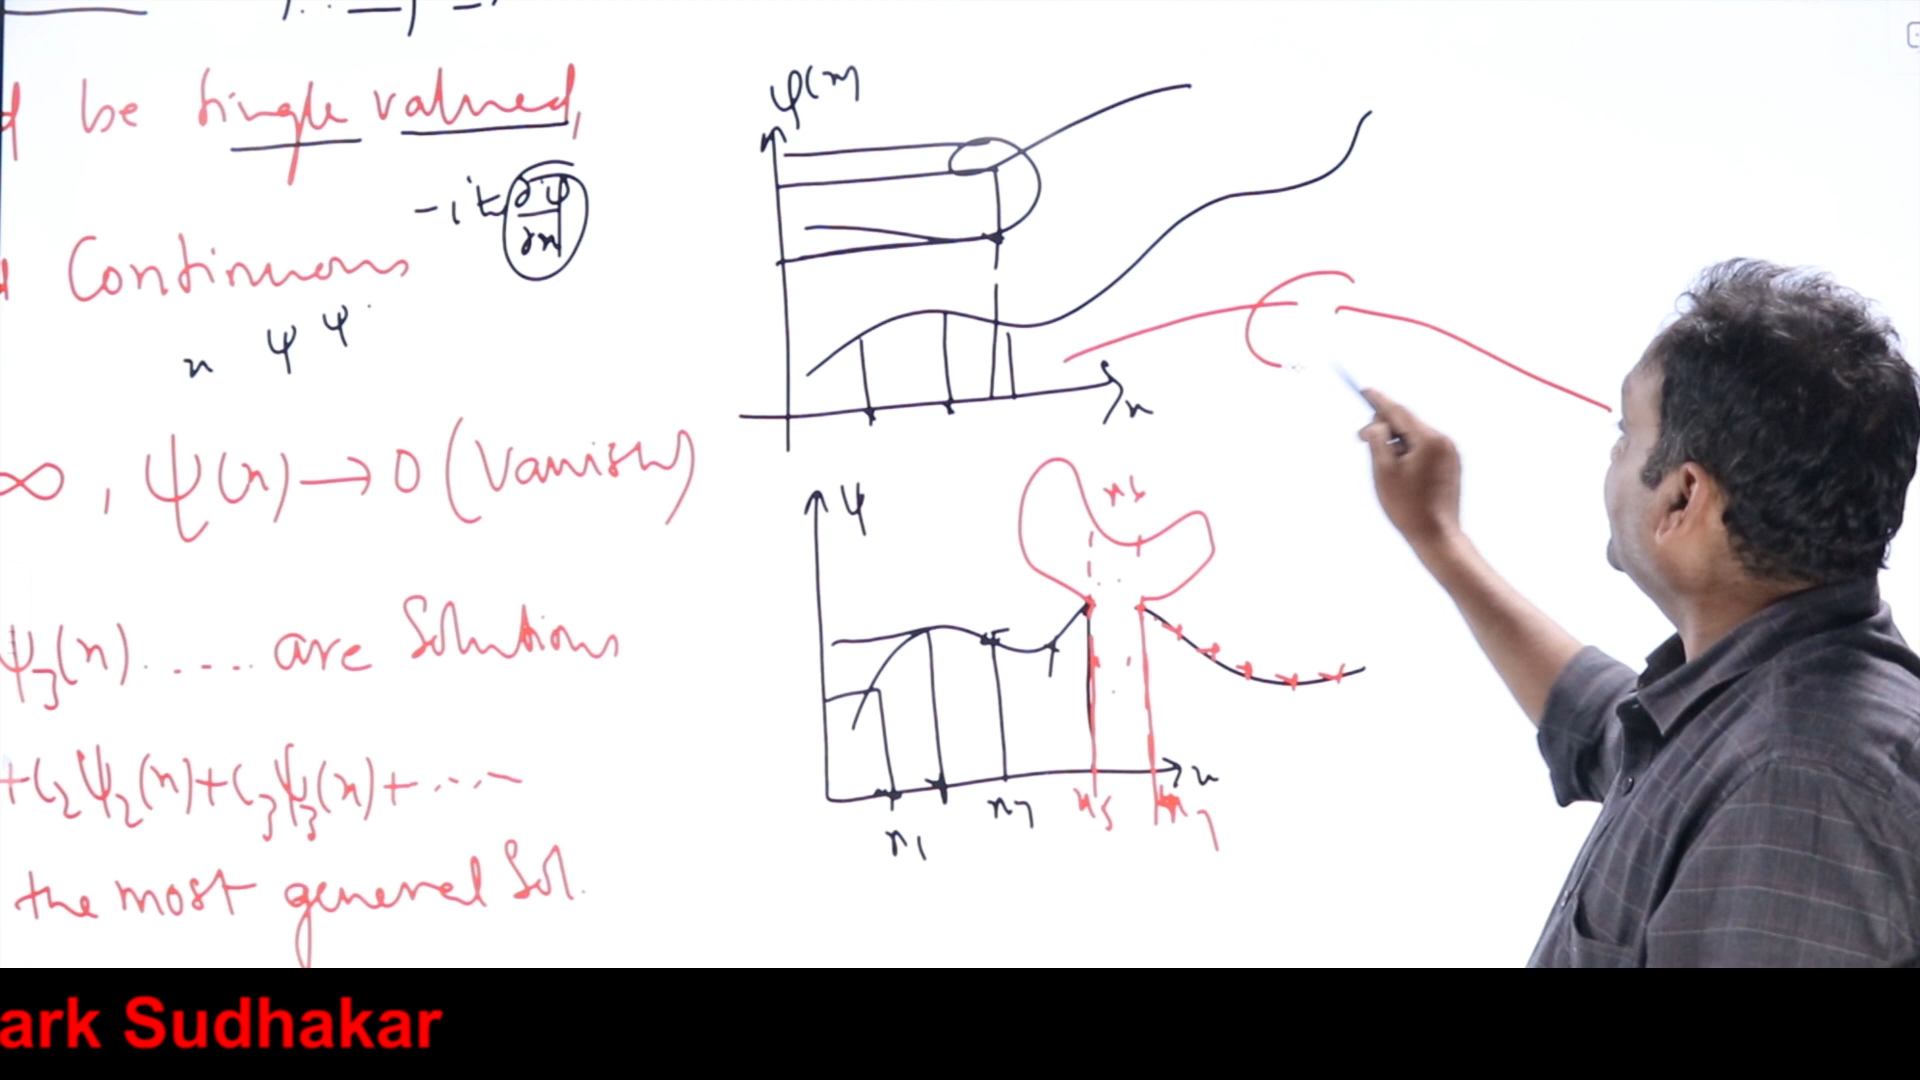 be Single valued,
-iħ ∂ψ/∂x
Continuous
x ψ ψ
∞, ψ(x) → 0 (Vanish)
ψ₃(x) ..... are Solutions
+C₂ψ₂(x)+C₃ψ₃(x)+....
the most general Sol.
ψ(x)
x
ψ
x₆
x
x₁
x₅
ark Sudhakar